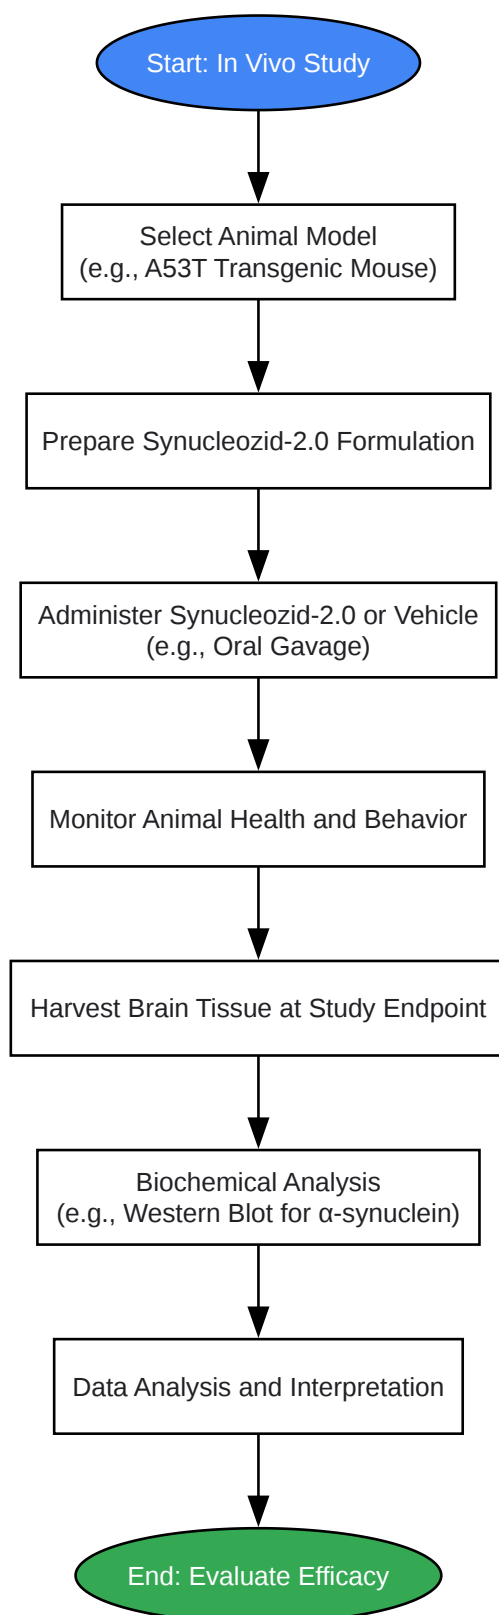 Start: In Vivo Study
Select Animal Model
(e.g., A53T Transgenic Mouse)
Prepare Synucleozid-2.0 Formulation
Administer Synucleozid-2.0 or Vehicle
(e.g., Oral Gavage)
Monitor Animal Health and Behavior
Harvest Brain Tissue at Study Endpoint
Biochemical Analysis
(e.g., Western Blot for α-synuclein)
Data Analysis and Interpretation
End: Evaluate Efficacy